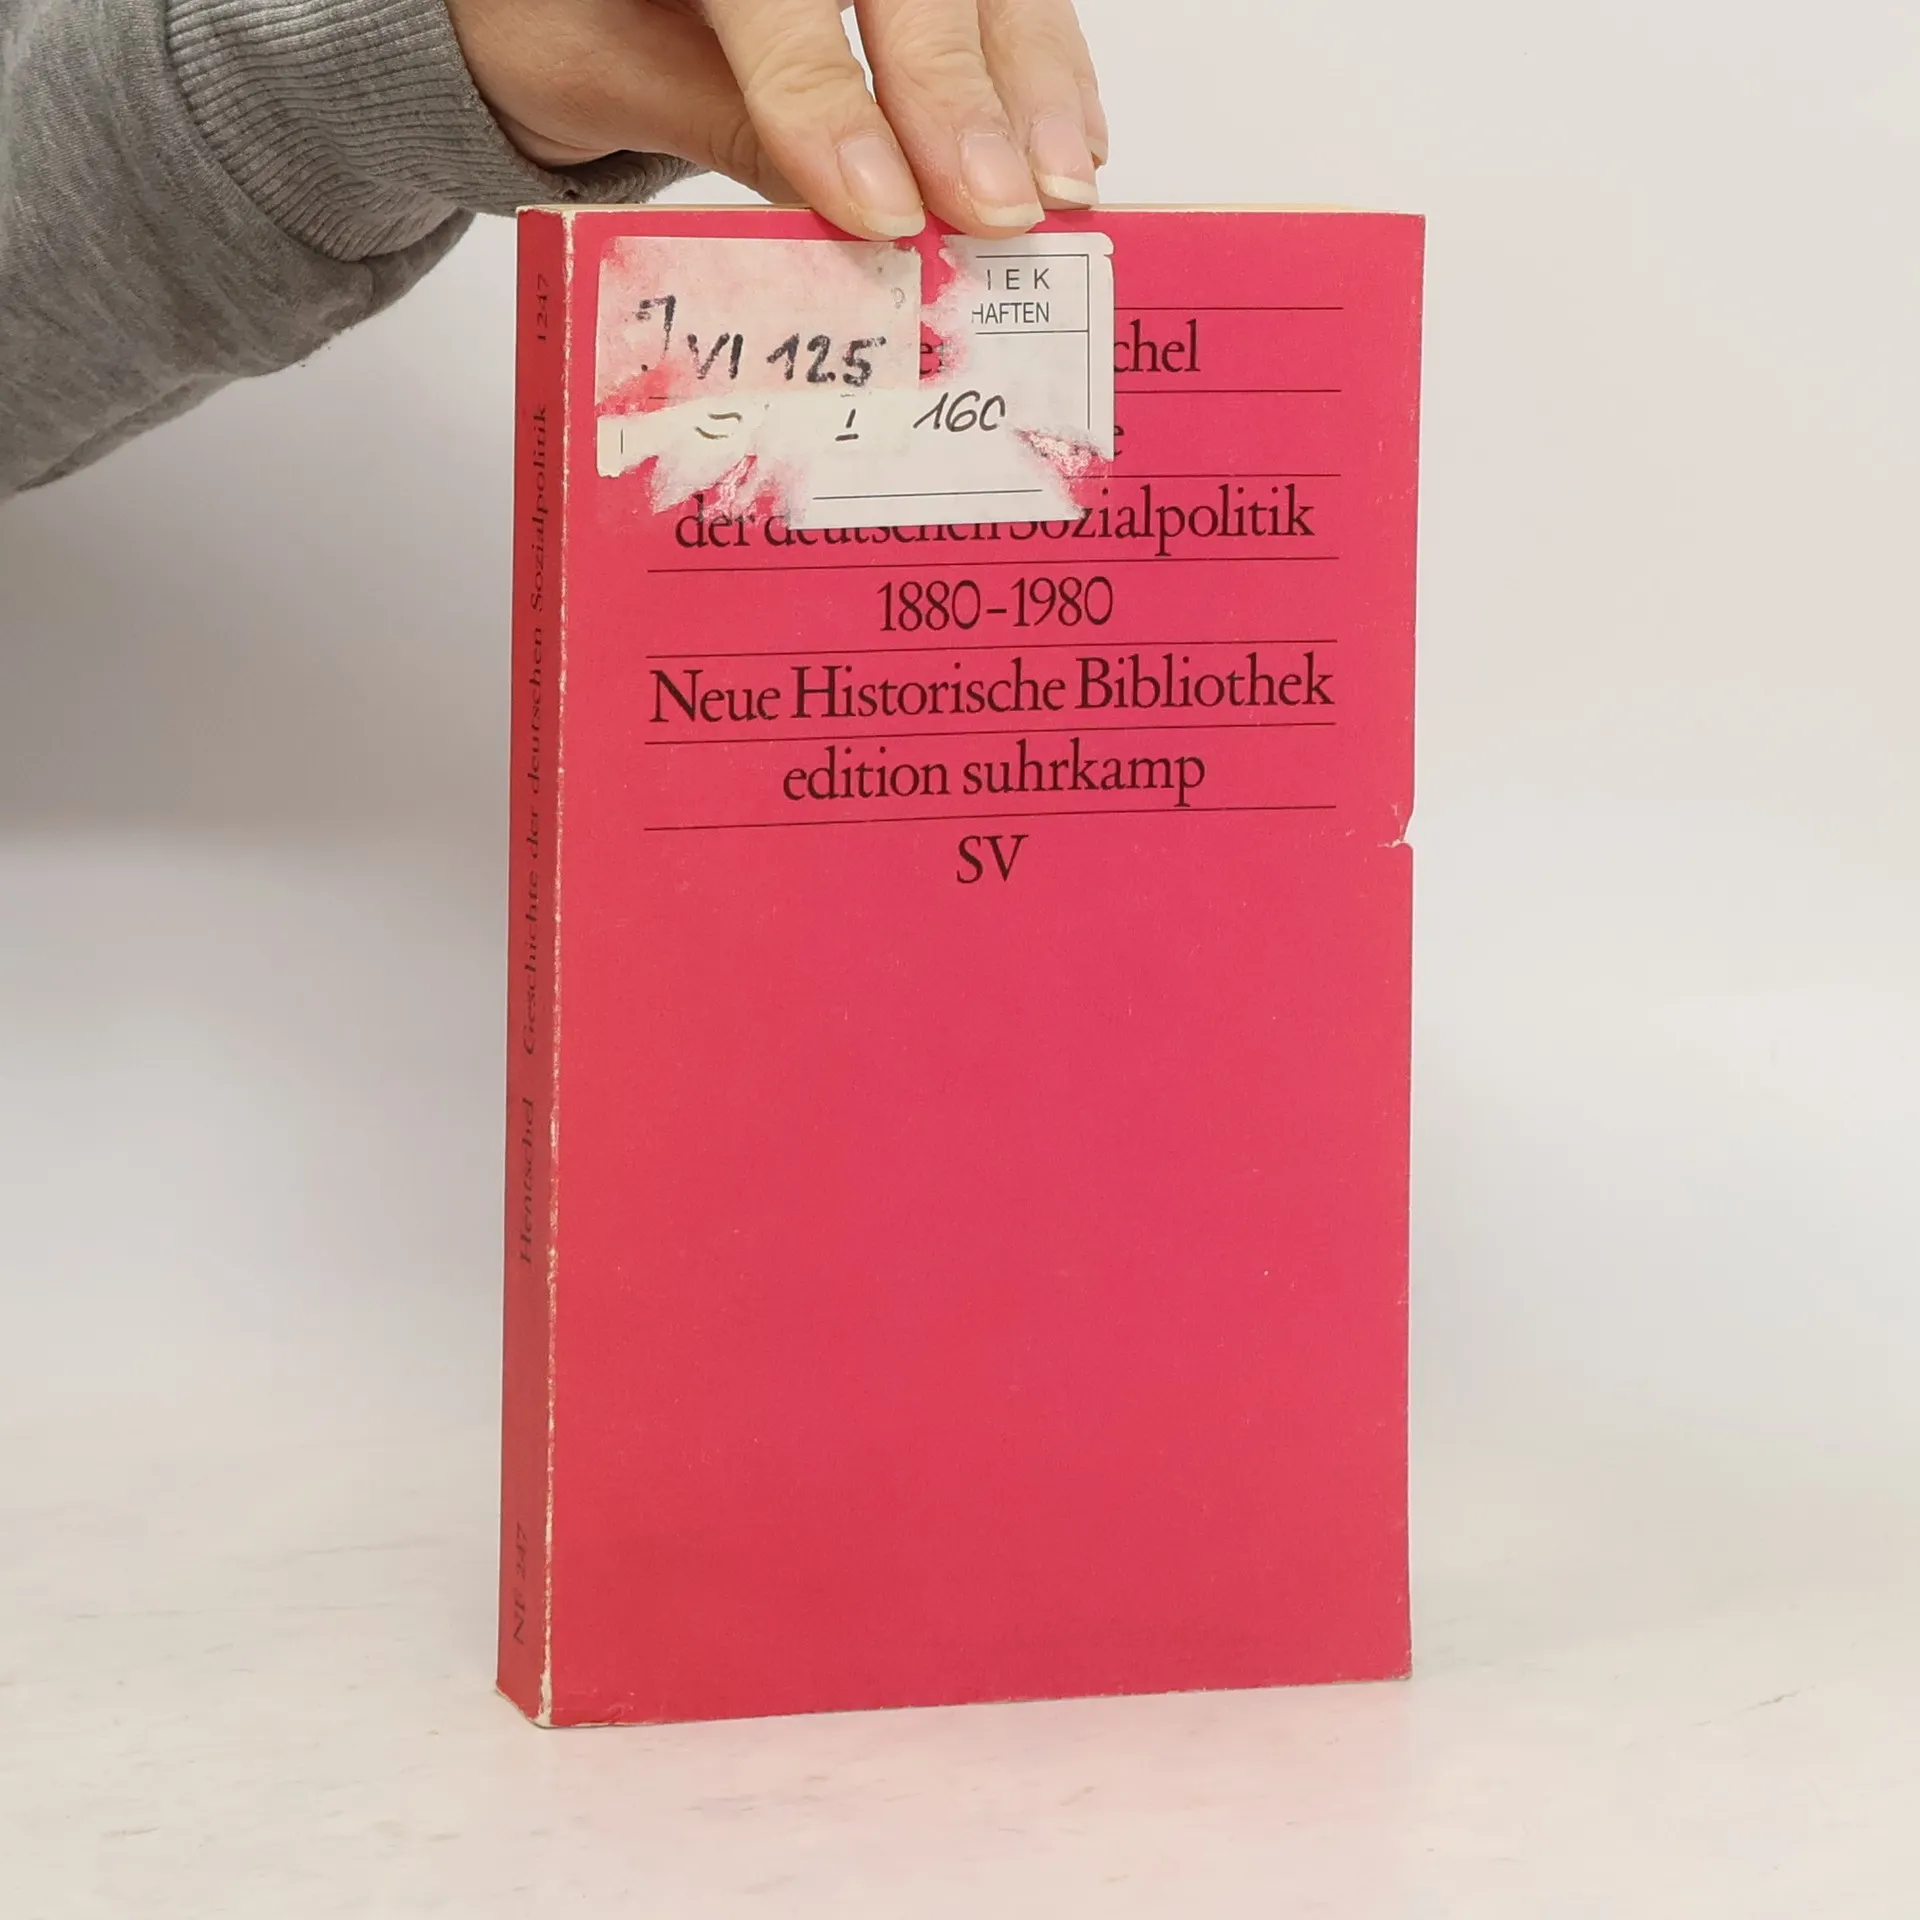 IEK
HAFTEN
VI 125
chel
160
der deutschen Sozialpolitik
1880–1980
Neue Historische Bibliothek
edition suhrkamp
SV
1247
Hentschel Geschichte der deutschen Sozialpolitik
NF 247